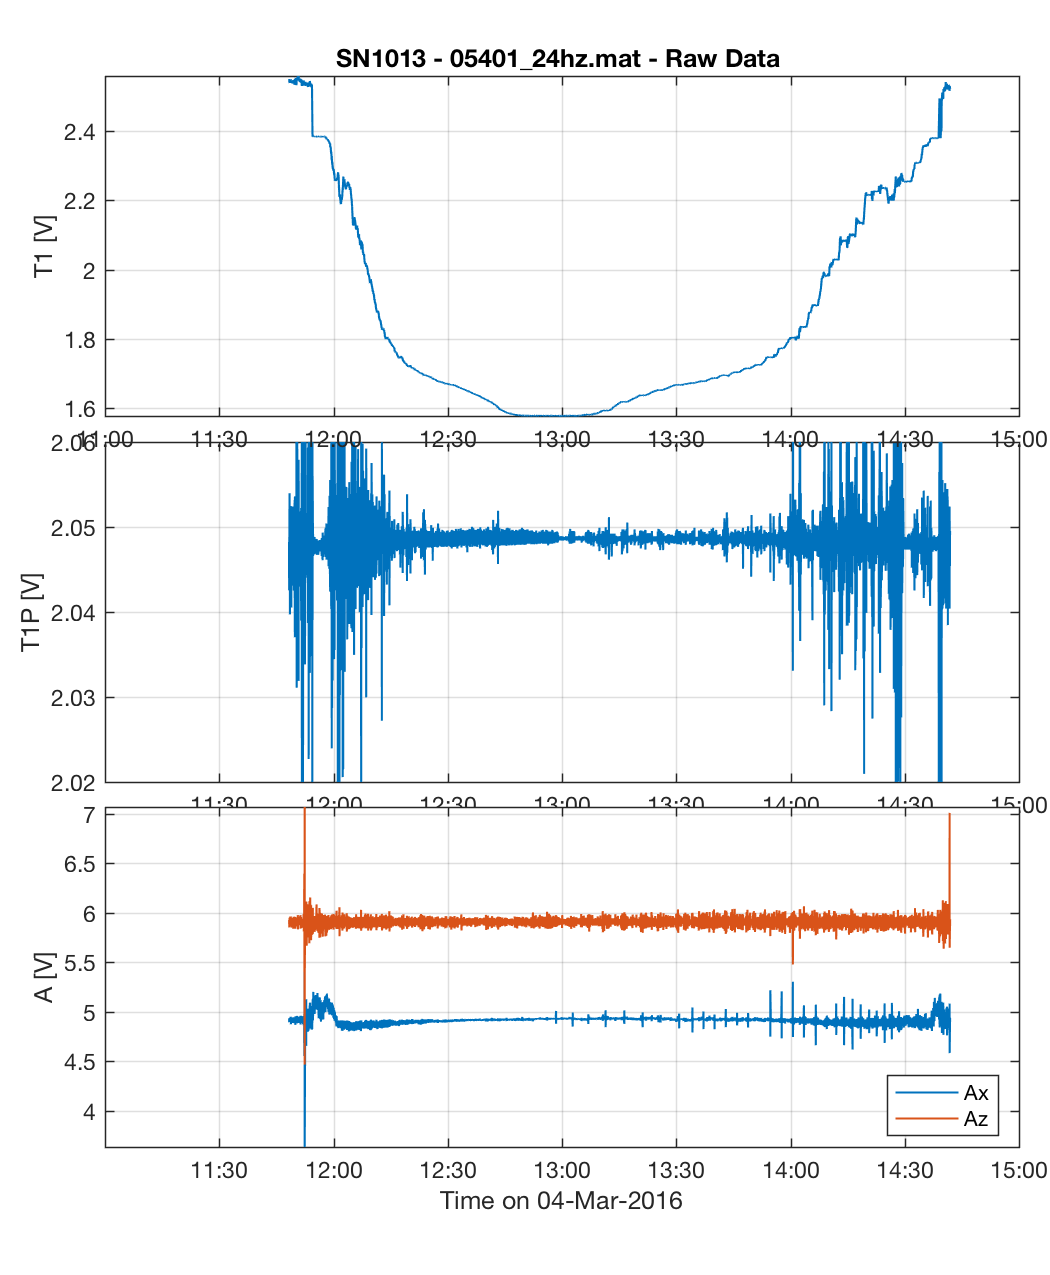 SN1013 - 05401_24hz.mat - Raw Data
T1 [V]
2.4
2.2
2
1.8
1.6
11:00 11:30 12:00 12:30 13:00 13:30 14:00 14:30 15:00
T1P [V]
2.06
2.05
2.04
2.03
2.02
11:30 12:00 12:30 13:00 13:30 14:00 14:30 15:00
A [V]
7
6.5
6
5.5
5
4.5
4
Ax
Az
11:30 12:00 12:30 13:00 13:30 14:00 14:30 15:00
Time on 04-Mar-2016